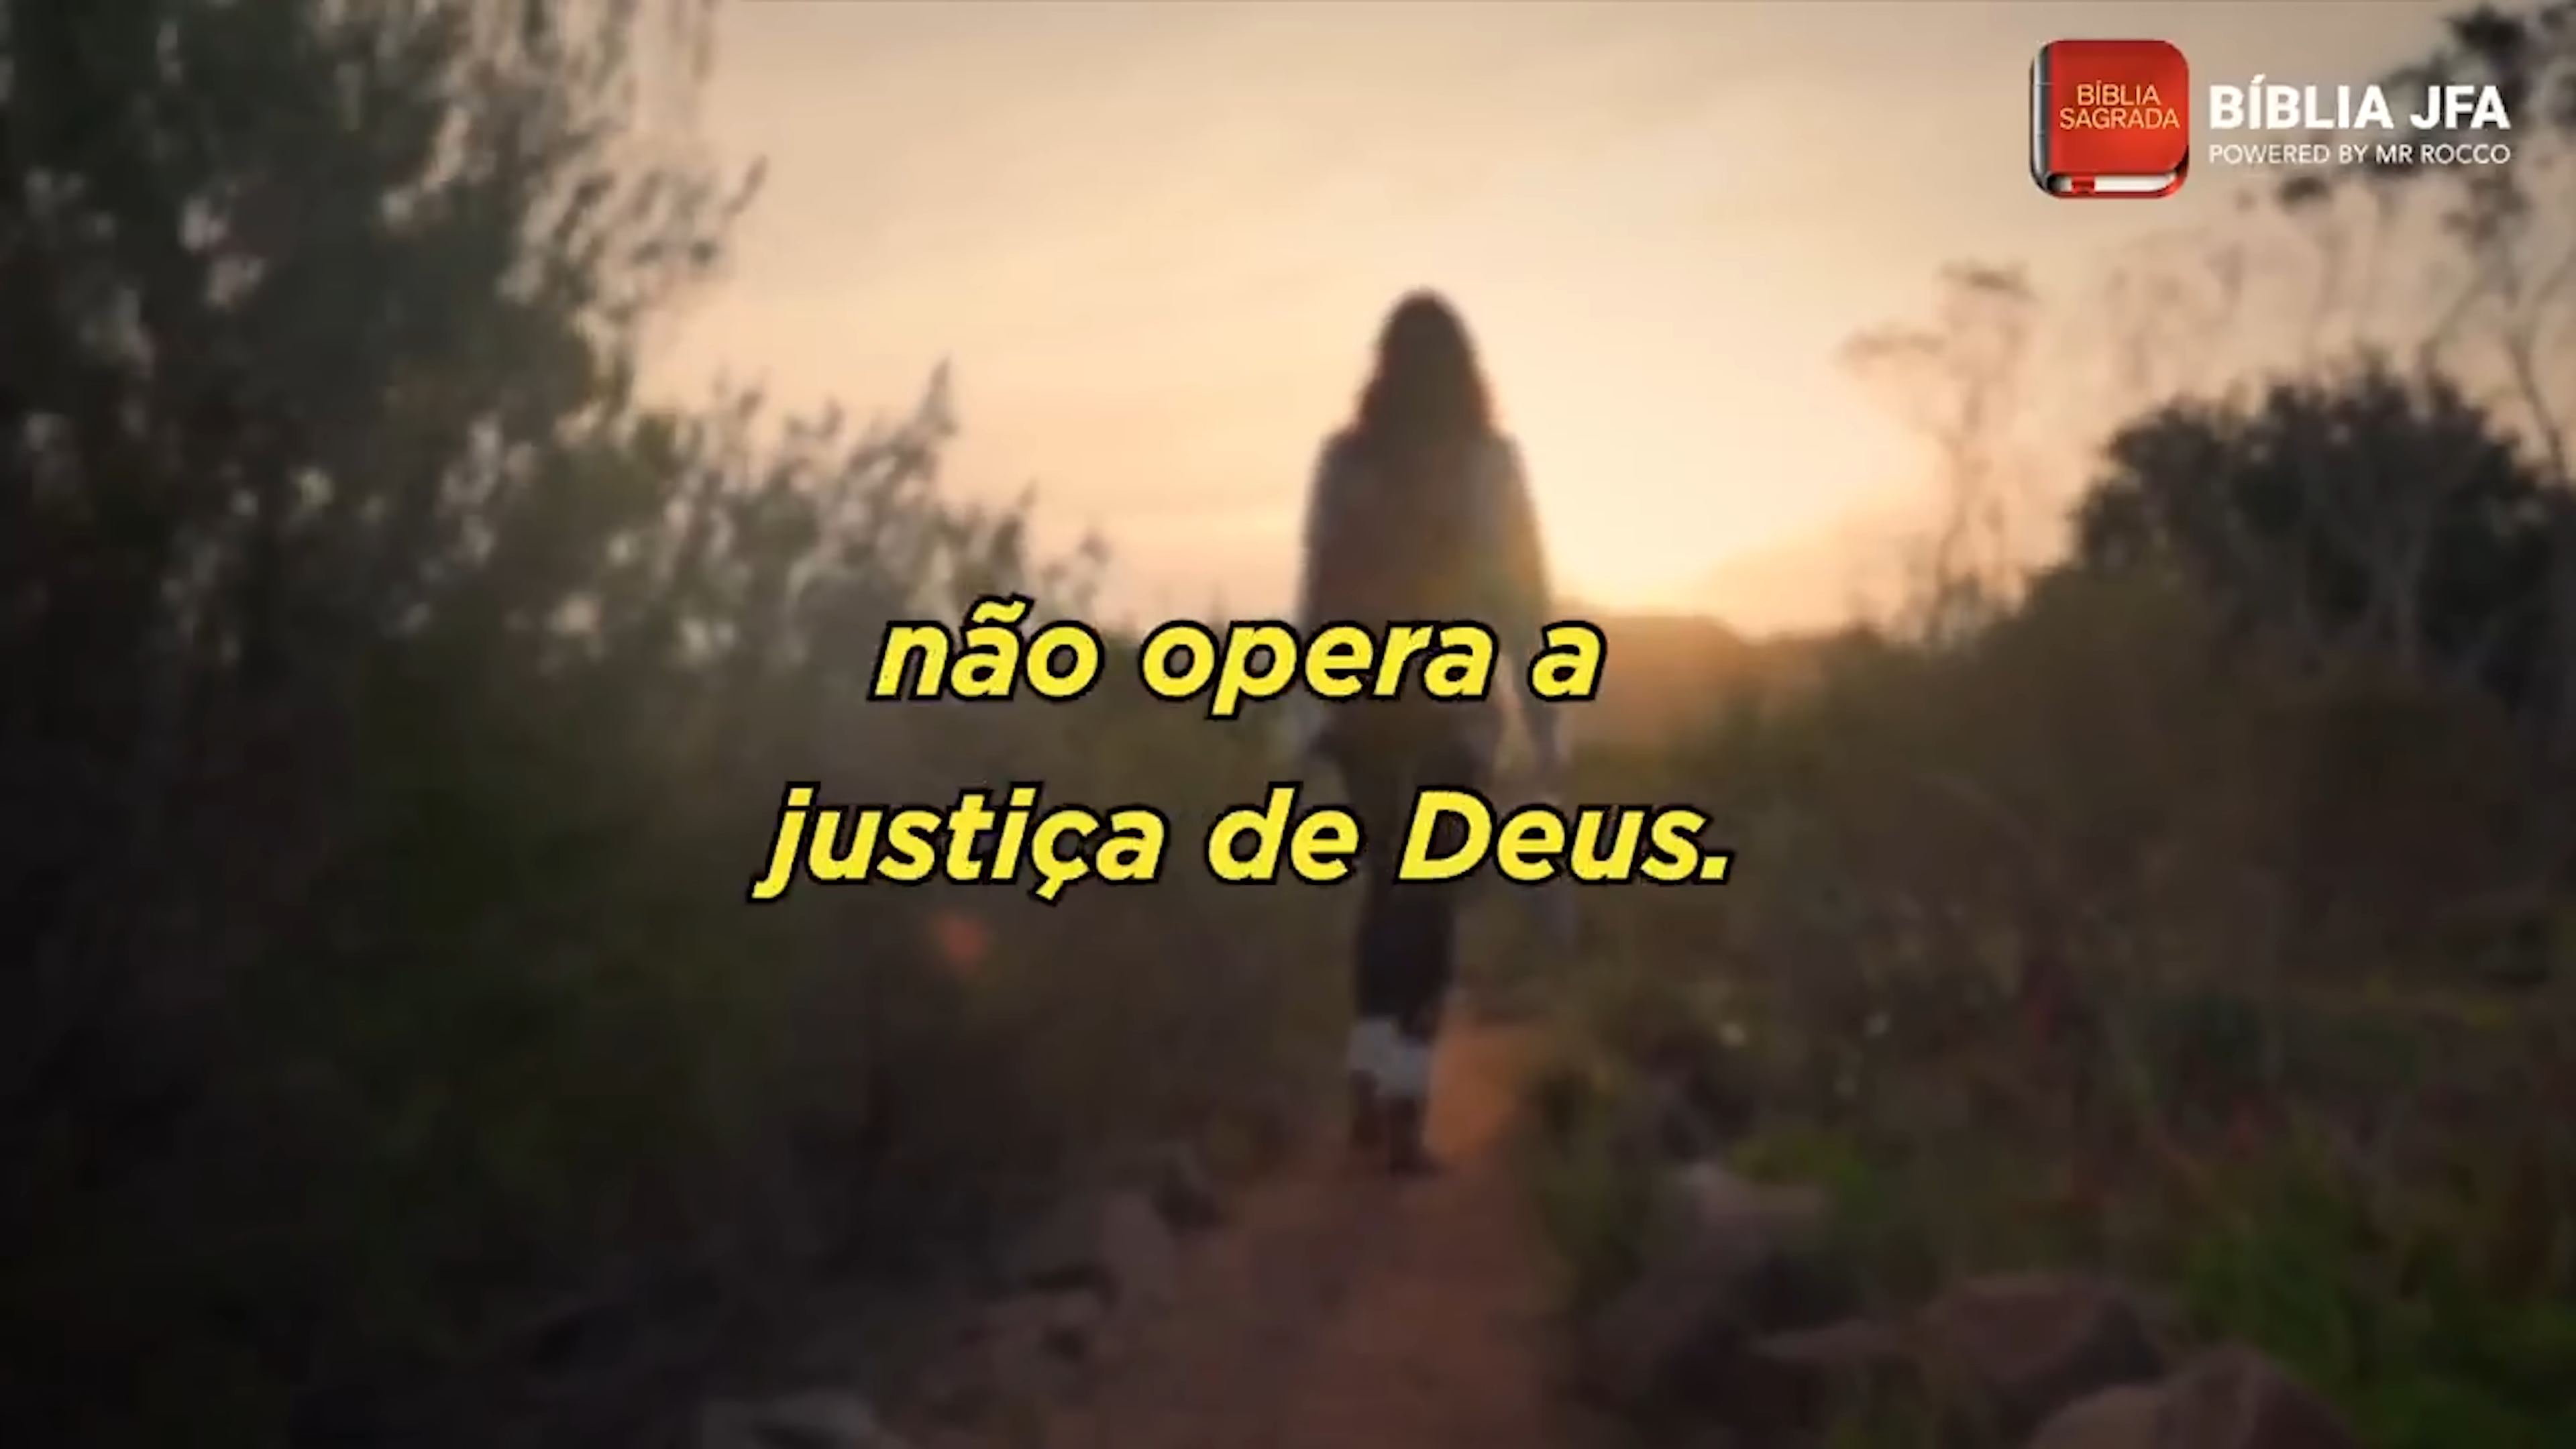 BÍBLIA
SAGRADA
BÍBLIA JFA
POWERED BY MR ROCCO
não opera a
justiça de Deus.